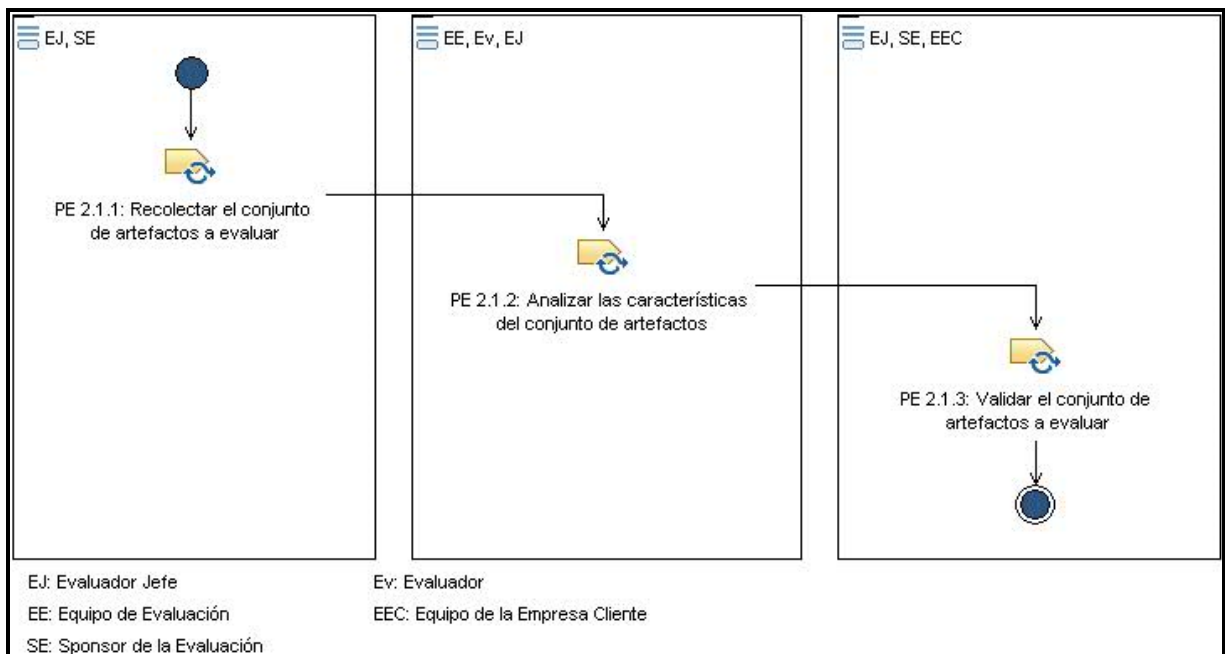 EJ, SE
EE, Ev, EJ
EJ, SE, EEC
PE 2.1.1: Recolectar el conjunto
de artefactos a evaluar
PE 2.1.2: Analizar las características
del conjunto de artefactos
PE 2.1.3: Validar el conjunto de
artefactos a evaluar
EJ: Evaluador Jefe
Ev: Evaluador
EE: Equipo de Evaluación
EEC: Equipo de la Empresa Cliente
SE: Sponsor de la Evaluación